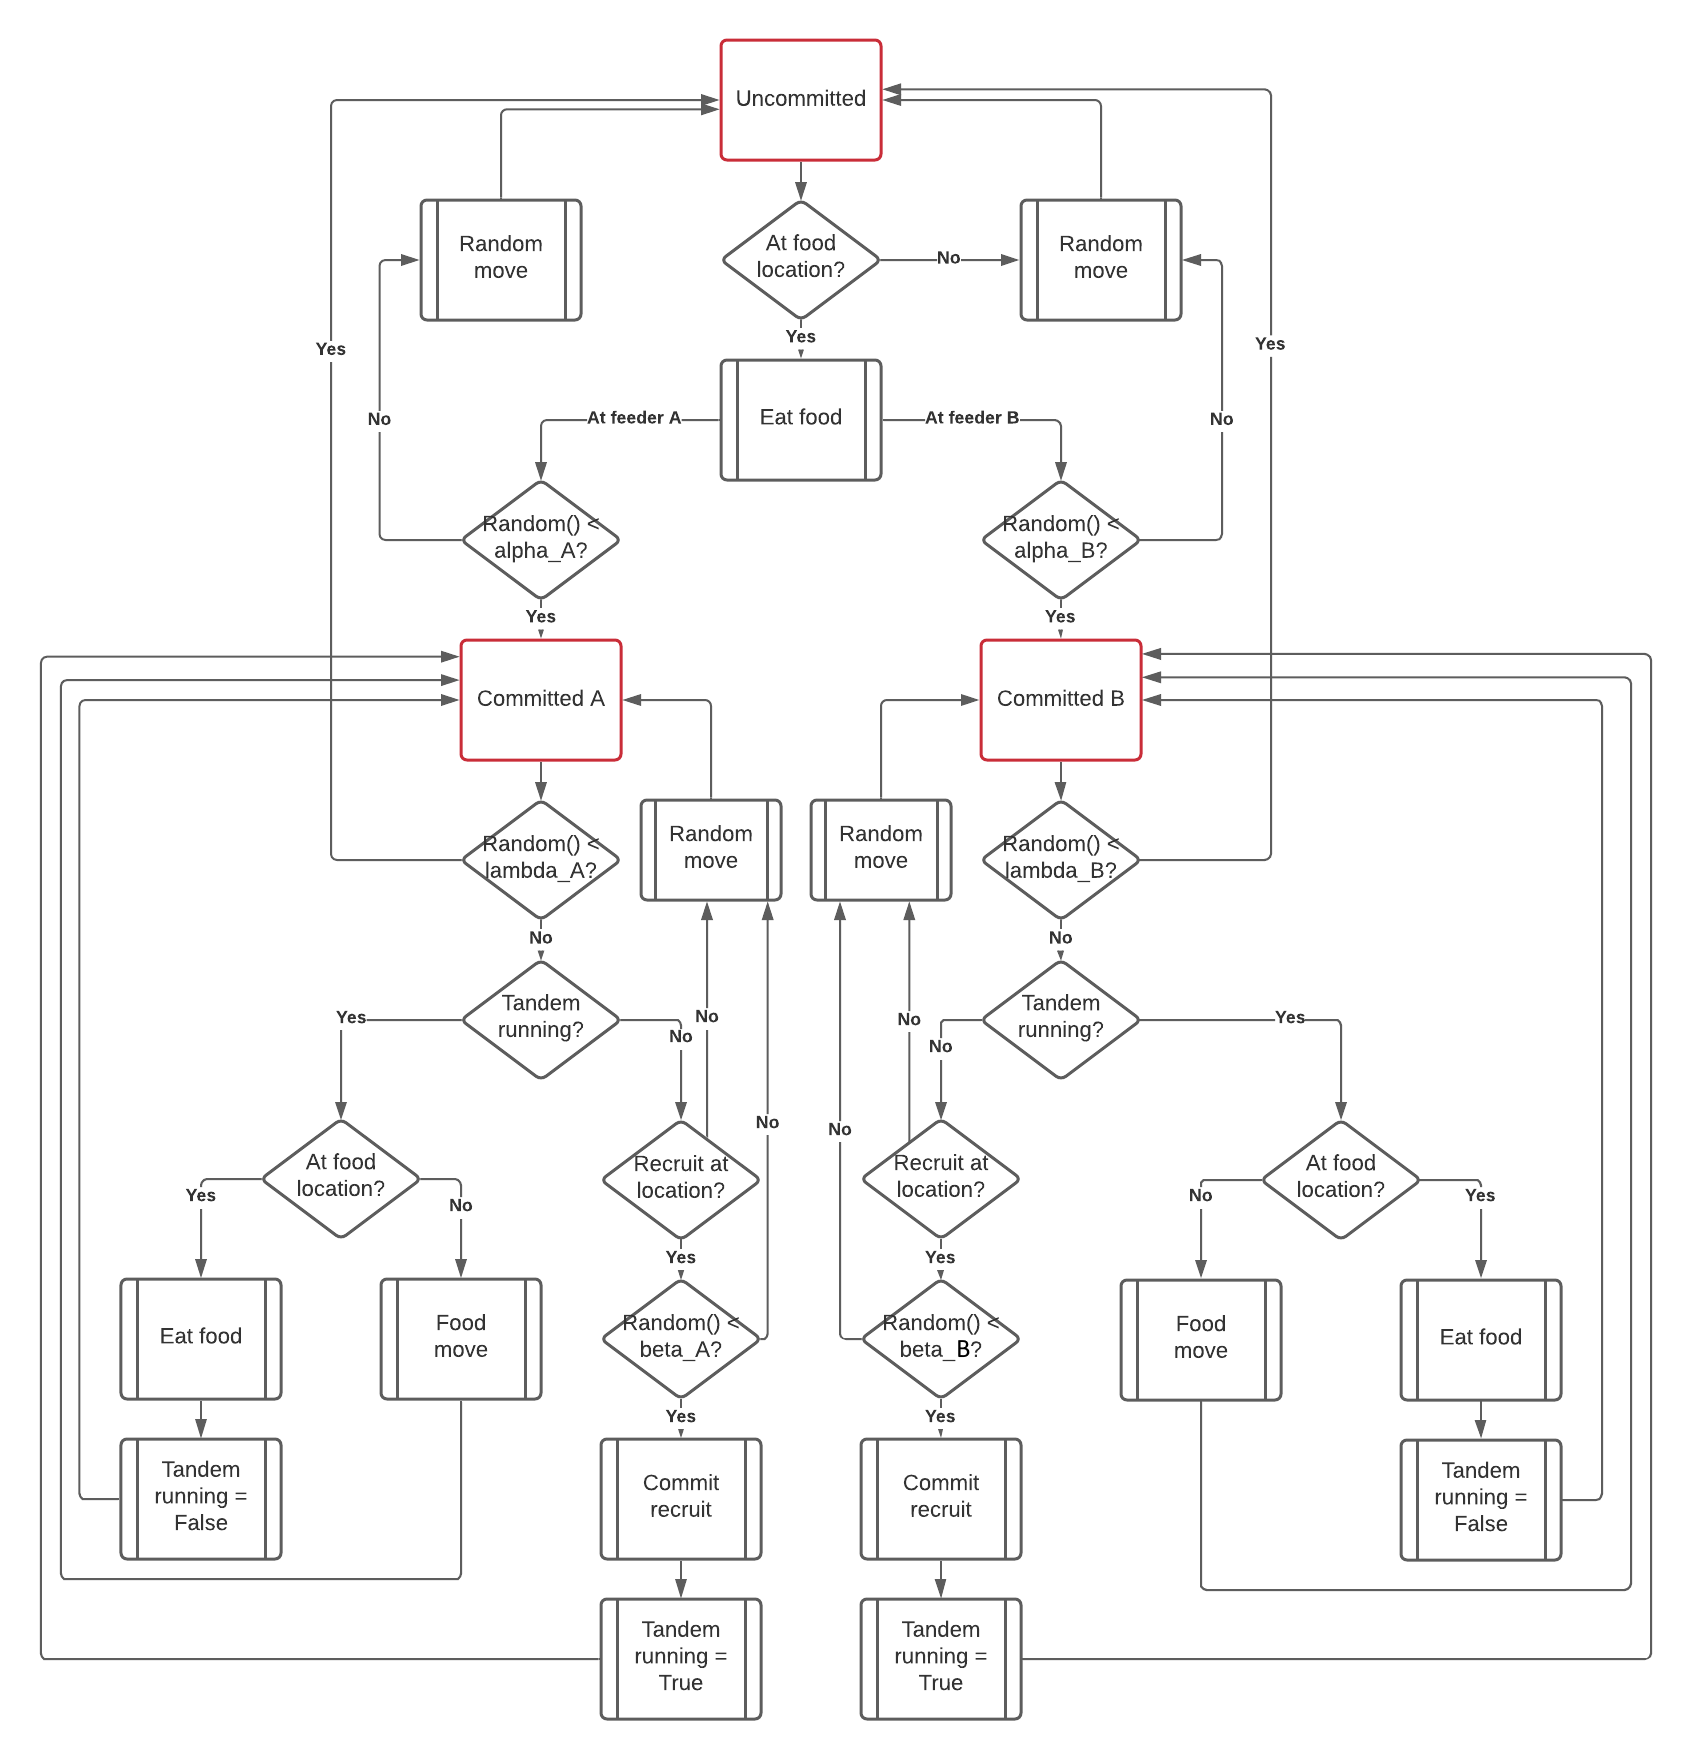 Uncommitted
Random
move
At food
location?
No
Random
move
Yes
Yes
Yes
Eat food
At feeder A
At feeder B
No
No
Random() <
alpha_A?
Random() <
alpha_B?
Yes
Yes
Committed A
Committed B
Random() <
lambda_A?
Random
move
Random
move
Random() <
lambda_B?
No
No
Tandem
running?
Tandem
running?
Yes
No
No
No
No
Yes
No
No
At food
location?
Recruit at
location?
Recruit at
location?
At food
location?
Yes
No
No
Yes
Yes
Yes
Eat food
Food
move
Random() <
beta_A?
Random() <
beta_B?
Food
move
Eat food
Yes
Yes
Tandem
running =
False
Commit
recruit
Commit
recruit
Tandem
running =
False
Tandem
running =
True
Tandem
running =
True